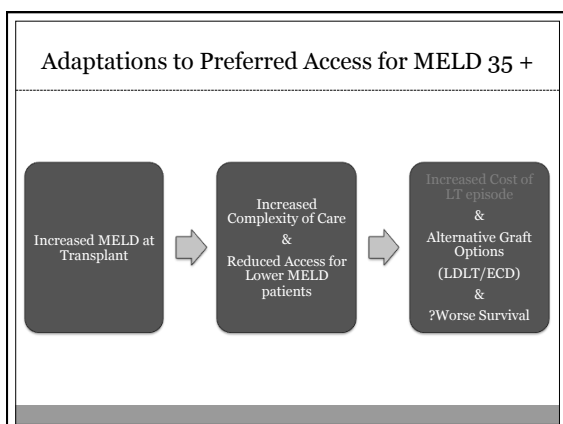 Adaptations to Preferred Access for MELD 35 +
Increased MELD at
Transplant
Increased
Complexity of Care
&
Reduced Access for
Lower MELD
patients
Increased Cost of
LT episode
&
Alternative Graft
Options
(LDLT/ECD)
&
?Worse Survival